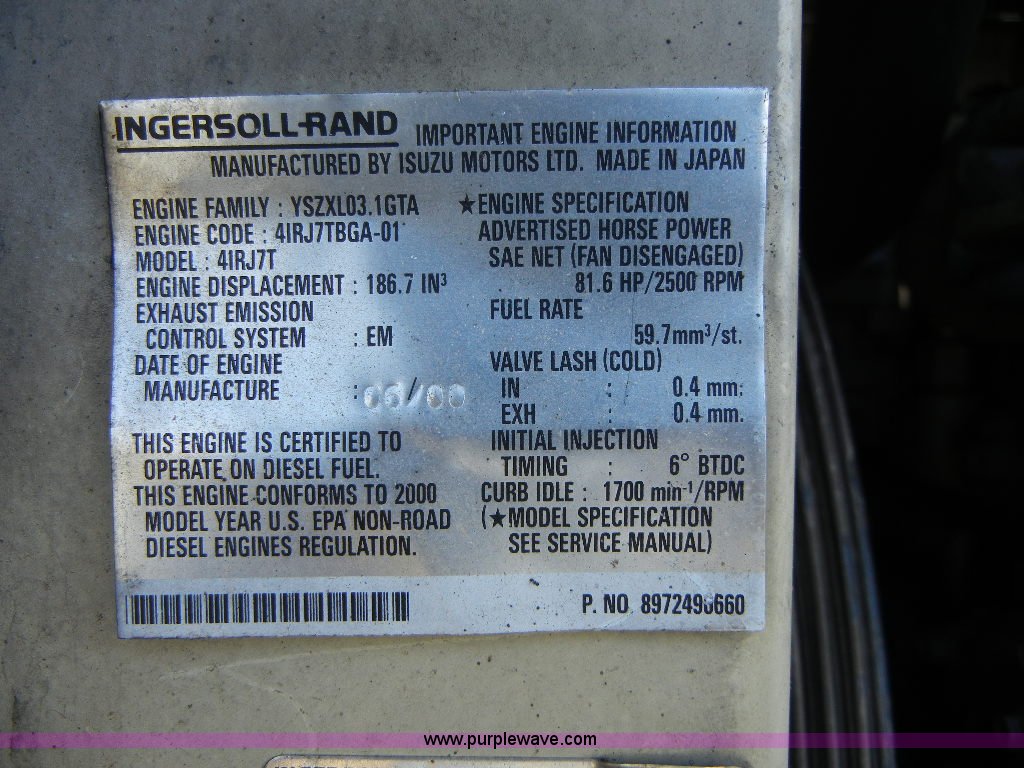 INGERSOLL-RAND IMPORTANT ENGINE INFORMATION
MANUFACTURED BY ISUZU MOTORS LTD. MADE IN JAPAN
ENGINE FAMILY : YSZXL03.1GTA
ENGINE CODE : 4IRJ7TBGA-01
MODEL : 4IRJ7T
ENGINE DISPLACEMENT : 186.7 IN³
EXHAUST EMISSION
CONTROL SYSTEM : EM
DATE OF ENGINE
MANUFACTURE :
THIS ENGINE IS CERTIFIED TO
OPERATE ON DIESEL FUEL.
THIS ENGINE CONFORMS TO 2000
MODEL YEAR U.S. EPA NON-ROAD
DIESEL ENGINES REGULATION.
★ENGINE SPECIFICATION
ADVERTISED HORSE POWER
SAE NET (FAN DISENGAGED)
81.6 HP/2500 RPM
FUEL RATE
59.7mm³/st.
VALVE LASH (COLD)
IN : 0.4 mm.
EXH : 0.4 mm.
INITIAL INJECTION
TIMING : 6° BTDC
CURB IDLE : 1700 min⁻¹/RPM
(★MODEL SPECIFICATION
SEE SERVICE MANUAL)
P. NO.
www.purplewave.com